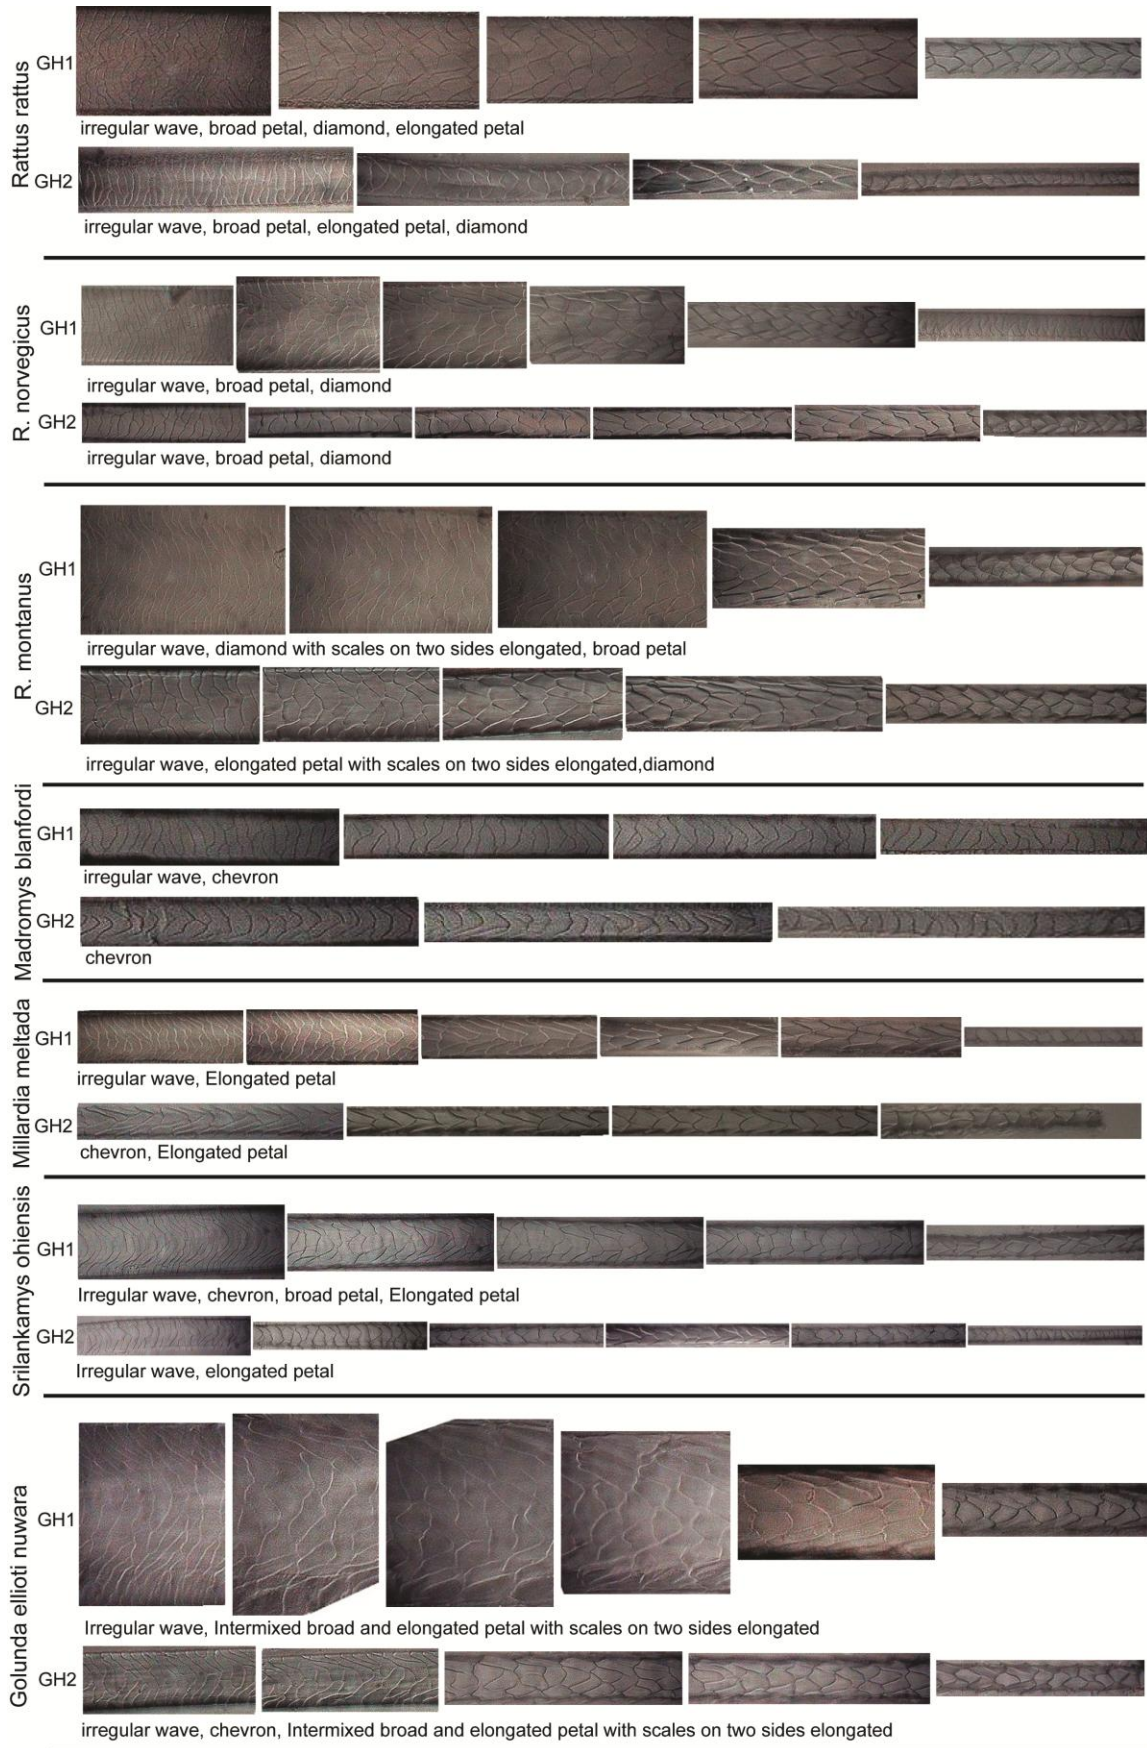 Rattus rattus
GH1
irregular wave, broad petal, diamond, elongated petal
GH2
irregular wave, broad petal, elongated petal, diamond
R. norvegicus
GH1
irregular wave, broad petal, diamond
GH2
irregular wave, broad petal, diamond
R. montanus
GH1
irregular wave, diamond with scales on two sides elongated, broad petal
GH2
irregular wave, elongated petal with scales on two sides elongated,diamond
Madromys blanfordi
GH1
irregular wave, chevron
GH2
chevron
Millardia meltada
GH1
irregular wave, Elongated petal
GH2
chevron, Elongated petal
Srilankamys ohiensis
GH1
Irregular wave, chevron, broad petal, Elongated petal
GH2
Irregular wave, elongated petal
Golunda ellioti nuwara
GH1
Irregular wave, Intermixed broad and elongated petal with scales on two sides elongated
GH2
irregular wave, chevron, Intermixed broad and elongated petal with scales on two sides elongated